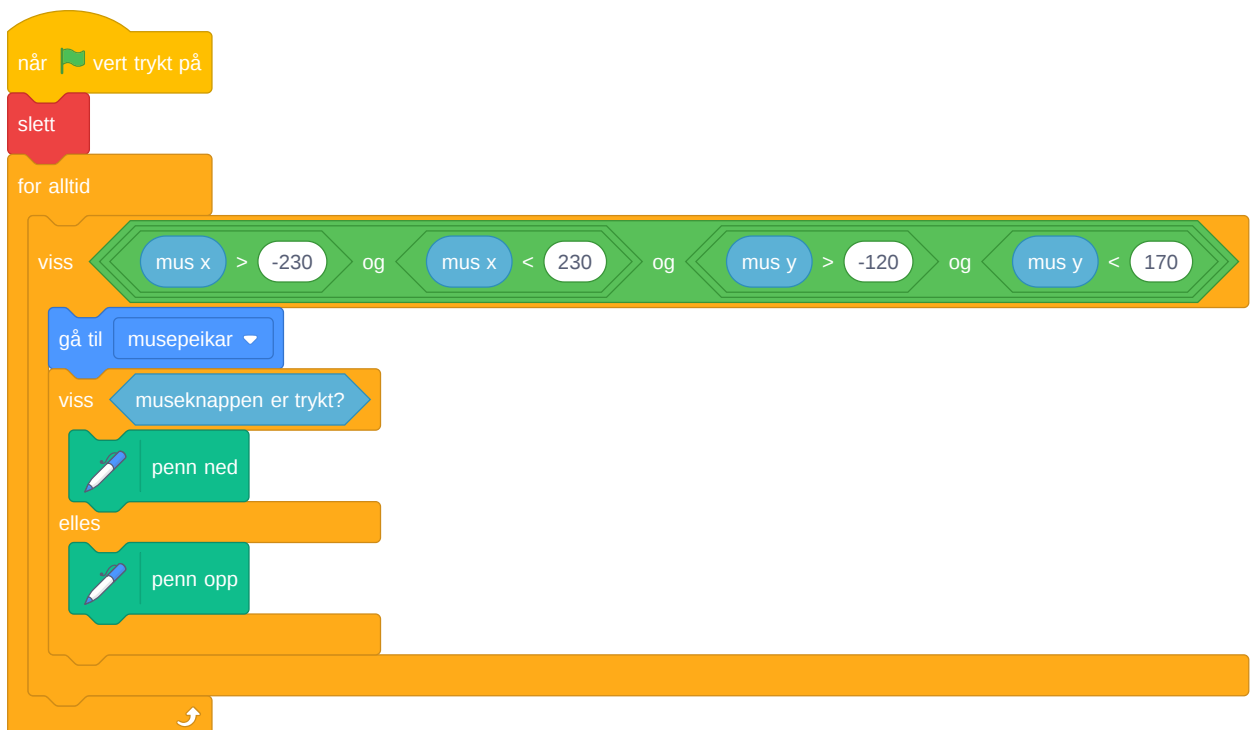 når vert trykt på
slett
for alltid
viss mus x > -230 og mus x < 230 og mus y > -120 og mus y < 170
gå til musepeikar
viss museknappen er trykt?
penn ned
elles
penn opp